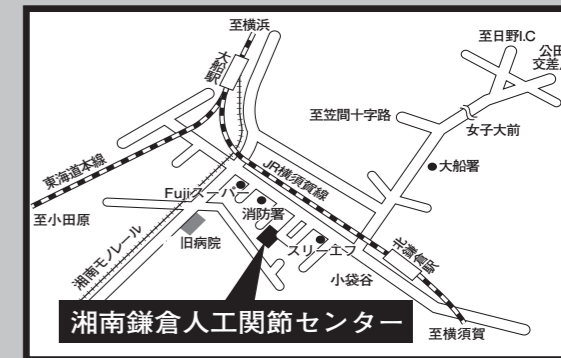 至横浜
至日野I.C
公田
交差点
大船駅
至笠間十字路
女子大前
大船署
JR横須賀線
東海道本線
Fujiスーパー
消防署
至小田原
北鎌倉駅
旧病院
スリーエフ
湘南モノレール
小袋谷
湘南鎌倉人工関節センター
至横須賀